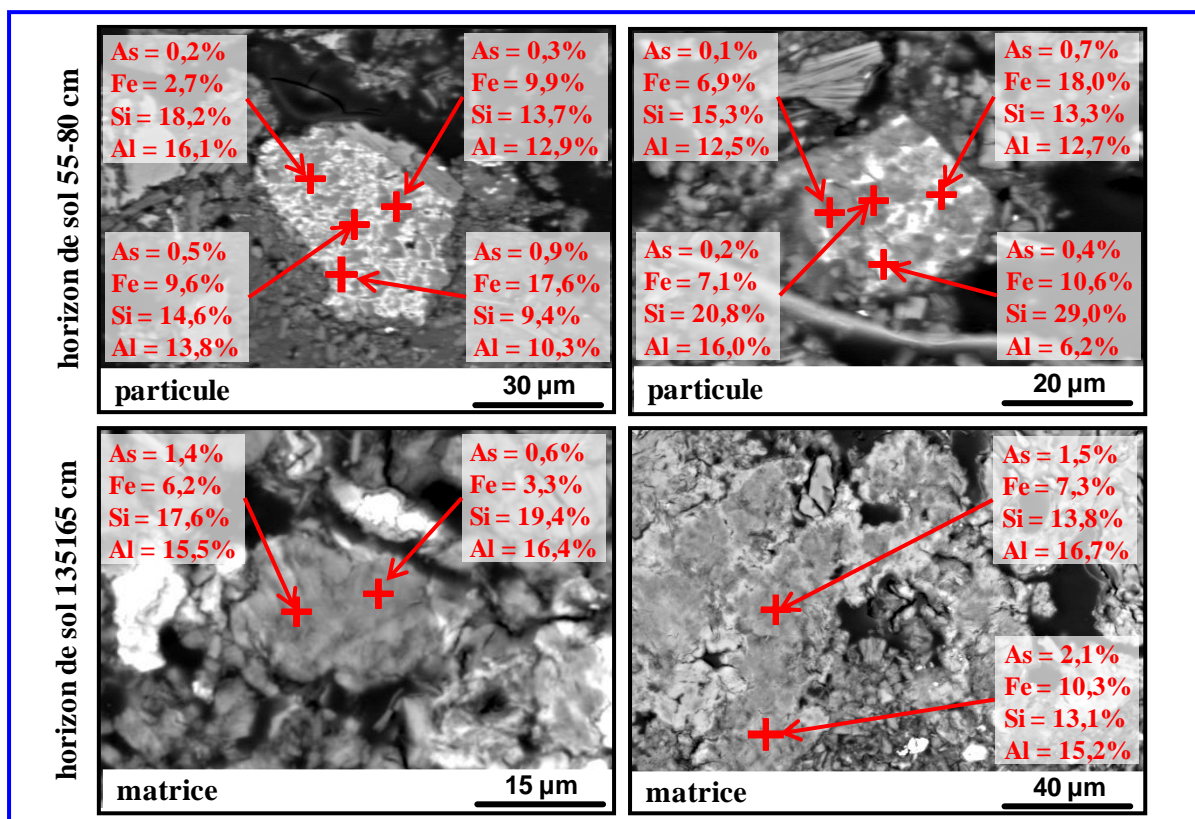 horizon de sol 55-80 cm
As = 0,2%
Fe = 2,7%
Si = 18,2%
Al = 16,1%
As = 0,3%
Fe = 9,9%
Si = 13,7%
Al = 12,9%
As = 0,5%
Fe = 9,6%
Si = 14,6%
Al = 13,8%
As = 0,9%
Fe = 17,6%
Si = 9,4%
Al = 10,3%
particule
30 µm
As = 0,1%
Fe = 6,9%
Si = 15,3%
Al = 12,5%
As = 0,7%
Fe = 18,0%
Si = 13,3%
Al = 12,7%
As = 0,2%
Fe = 7,1%
Si = 20,8%
Al = 16,0%
As = 0,4%
Fe = 10,6%
Si = 29,0%
Al = 6,2%
particule
20 µm
horizon de sol 135165 cm
As = 1,4%
Fe = 6,2%
Si = 17,6%
Al = 15,5%
As = 0,6%
Fe = 3,3%
Si = 19,4%
Al = 16,4%
matrice
15 µm
As = 1,5%
Fe = 7,3%
Si = 13,8%
Al = 16,7%
As = 2,1%
Fe = 10,3%
Si = 13,1%
Al = 15,2%
matrice
40 µm